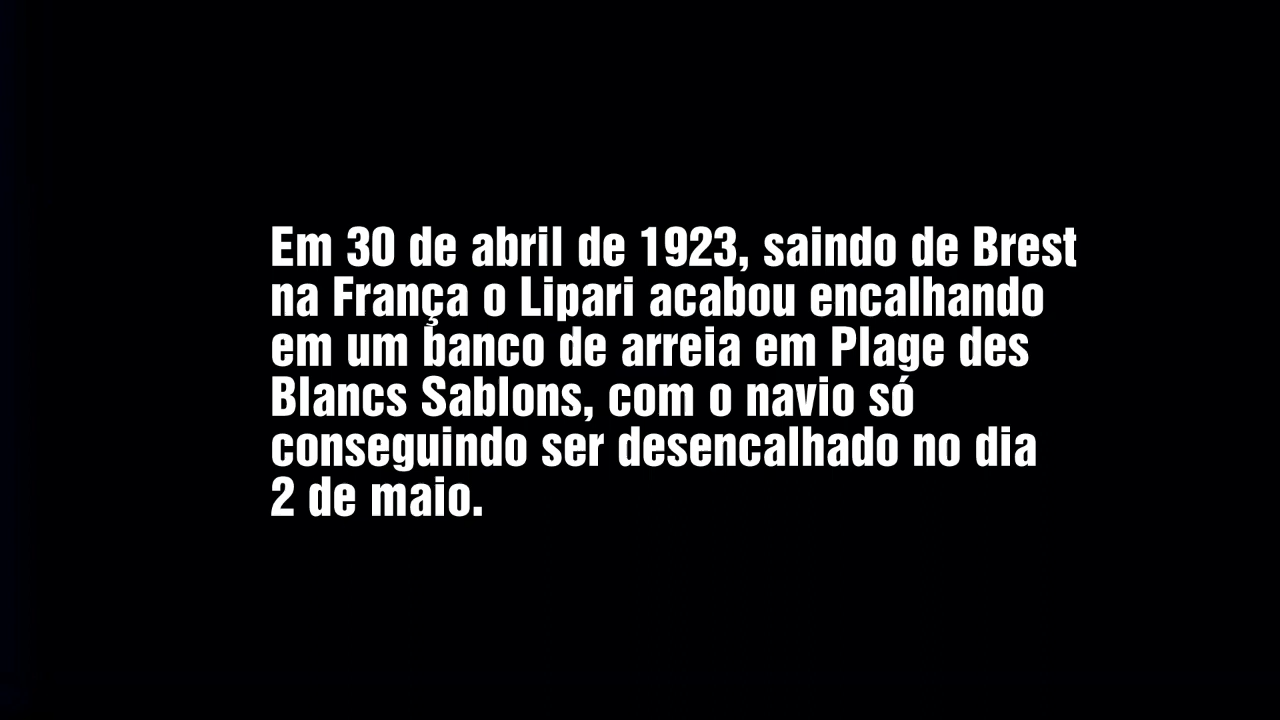 Em 30 de abril de 1923, saindo de Brest
na França o Lipari acabou encalhando
em um banco de arreia em Plage des
Blancs Sablons, com o navio só
conseguindo ser desencalhado no dia
2 de maio.